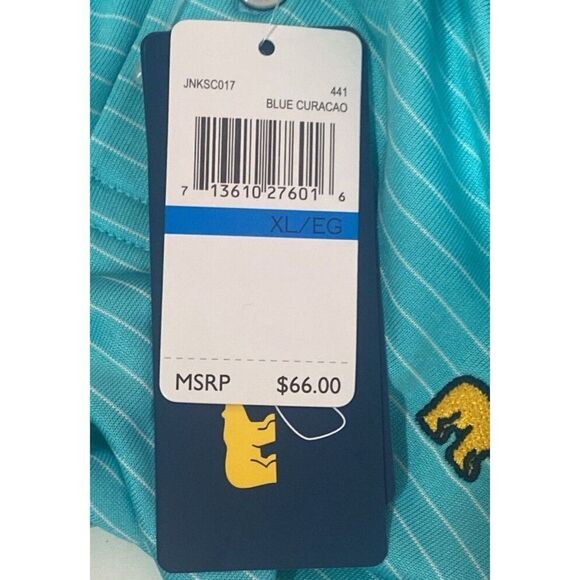 JNKSC017 441
BLUE CURACAO
7 13610 27601 6
XL/EG
MSRP $66.00